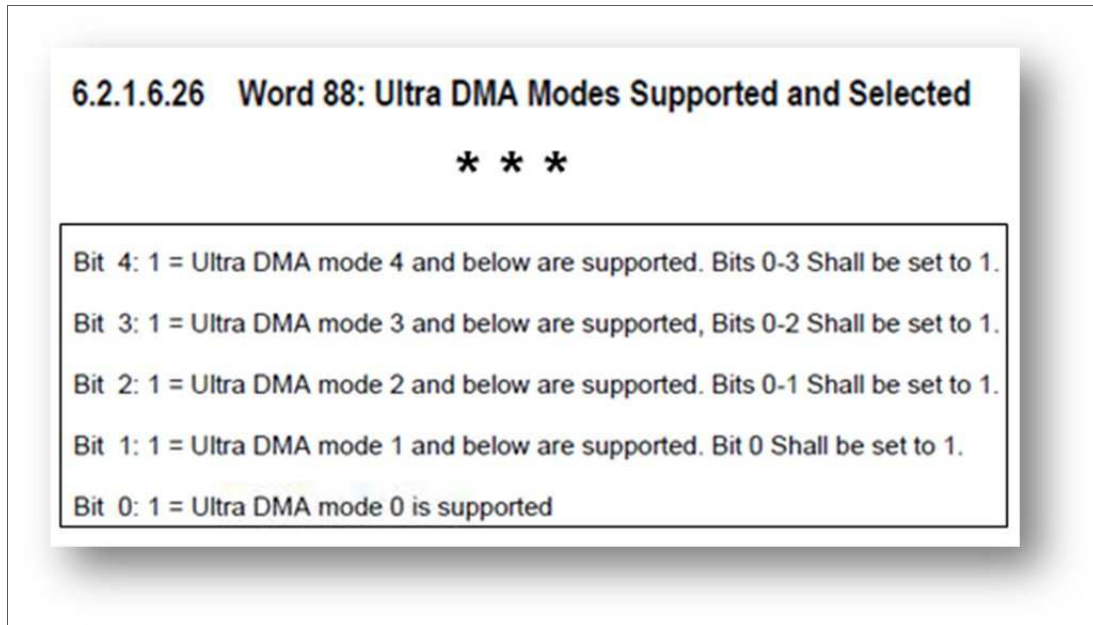 6.2.1.6.26 Word 88: Ultra DMA Modes Supported and Selected
* * *
Bit 4: 1 = Ultra DMA mode 4 and below are supported. Bits 0-3 Shall be set to 1.
Bit 3: 1 = Ultra DMA mode 3 and below are supported, Bits 0-2 Shall be set to 1.
Bit 2: 1 = Ultra DMA mode 2 and below are supported. Bits 0-1 Shall be set to 1.
Bit 1: 1 = Ultra DMA mode 1 and below are supported. Bit 0 Shall be set to 1.
Bit 0: 1 = Ultra DMA mode 0 is supported